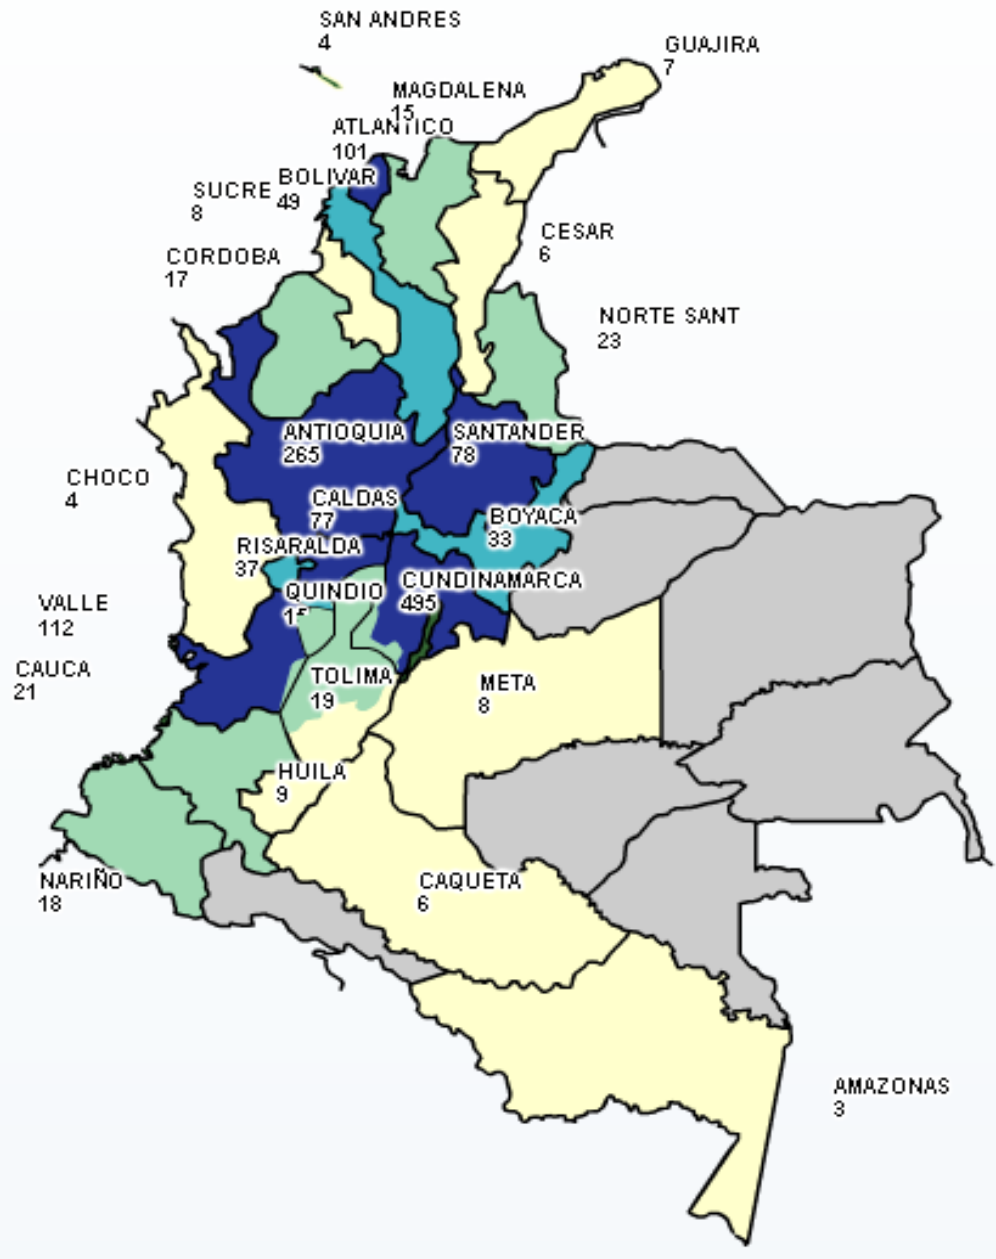 SAN ANDRES
4
GUAJIRA
7
MAGDALENA
15
ATLANTICO
101
BOLIVAR
49
SUCRE
8
CESAR
6
CORDOBA
17
NORTE SANT
23
ANTIOQUIA
265
SANTANDER
78
CHOCO
4
CALDAS
77
BOYACA
33
RISARALDA
37
CUNDINAMARCA
495
QUINDIO
15
VALLE
112
CAUCA
21
TOLIMA
19
META
8
HUILA
9
NARIÑO
18
CAQUETA
6
AMAZONAS
3